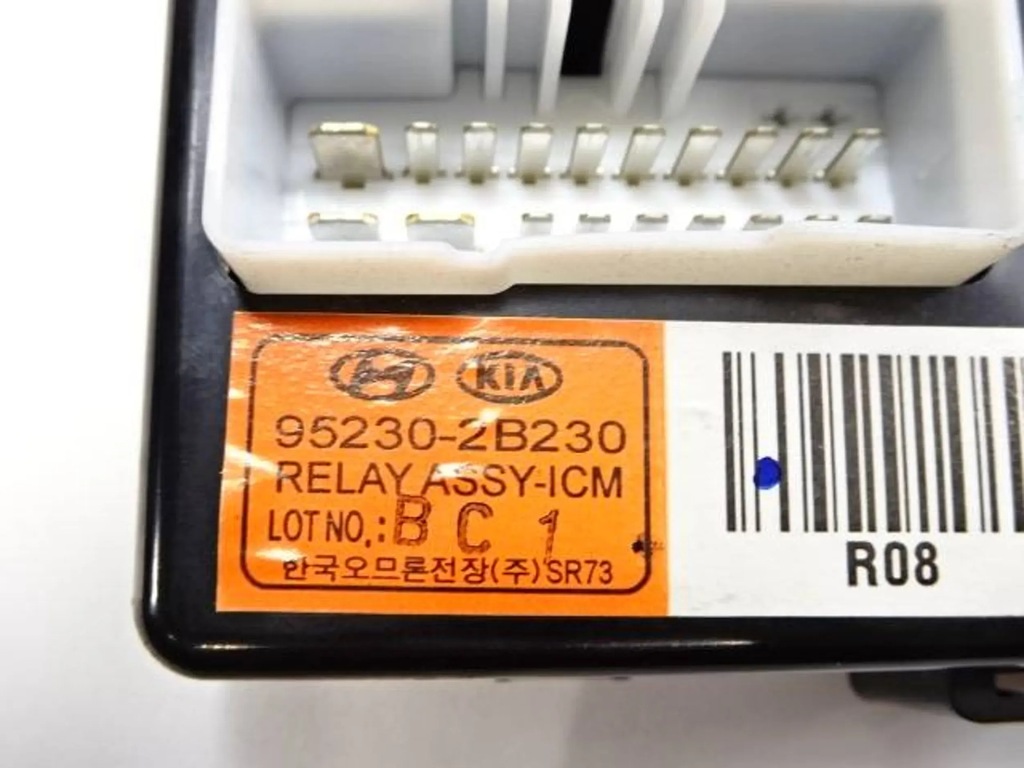 KIA
95230-2B230
RELAY ASSY-ICM
LOT NO.: B C 1
한국오므론전장(주) SR73
R08